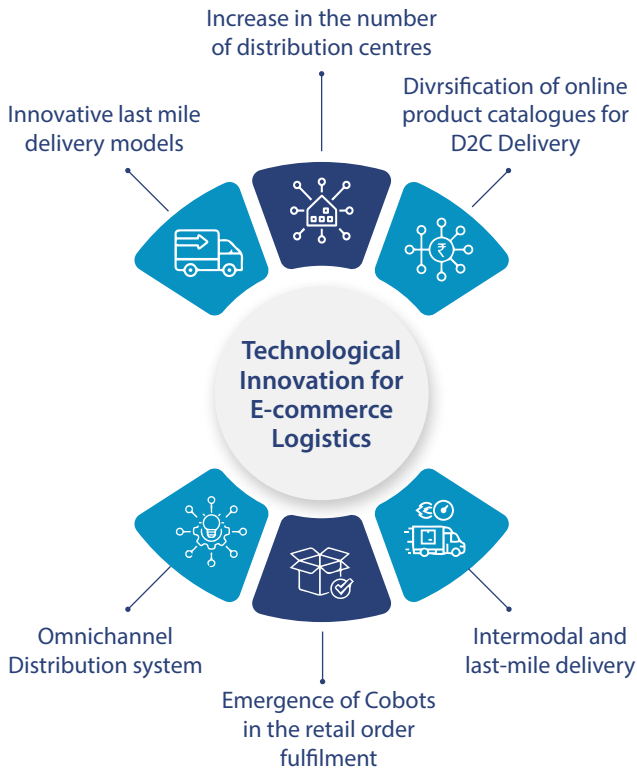 Increase in the number
of distribution centres
Innovative last mile
delivery models
Divrsification of online
product catalogues for
D2C Delivery
₹
Technological
Innovation for
E-commerce
Logistics
Omnichannel
Distribution system
Emergence of Cobots
in the retail order
fulfilment
Intermodal and
last-mile delivery